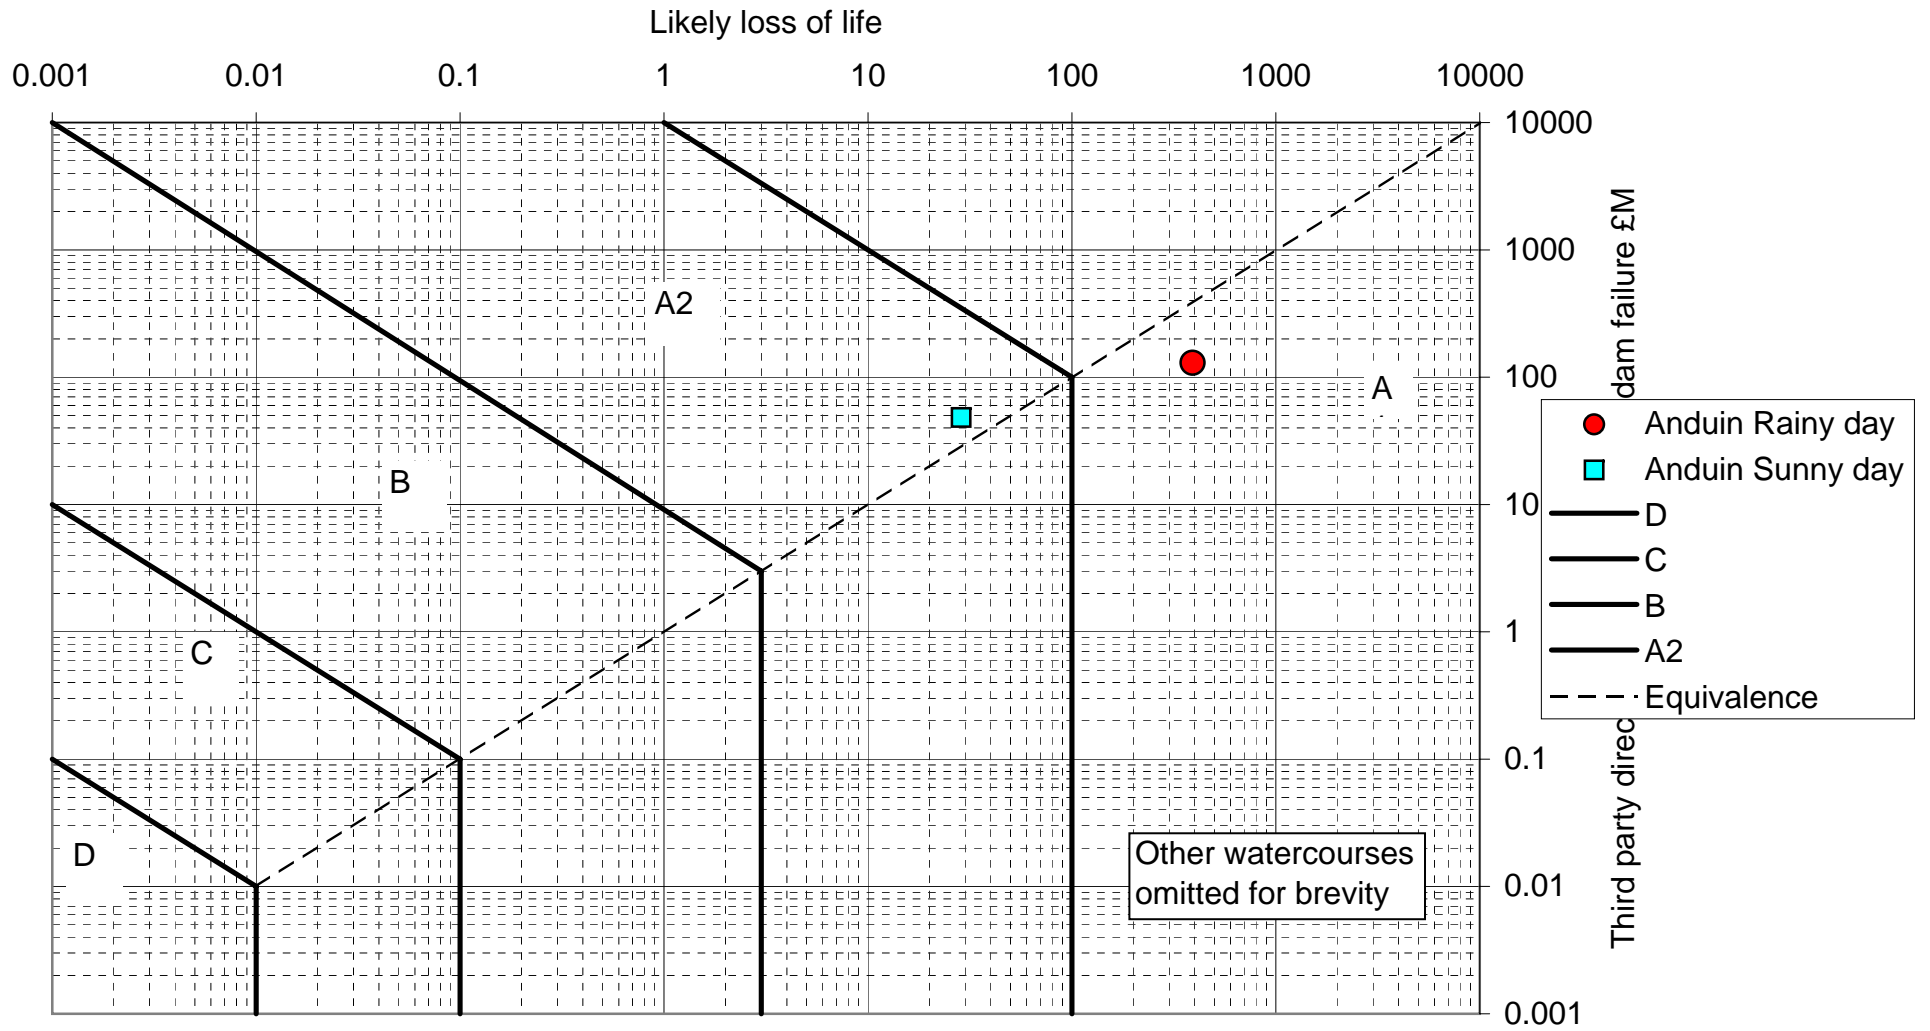 Likely loss of life
0.001 0.01 0.1 1 10 100 1000 10000
10000
1000
100
10
1
0.1
0.01
0.001
A2
A
B
C
D
Third party direc
dam failure £M
Anduin Rainy day
Anduin Sunny day
D
C
B
A2
Equivalence
Other watercourses
omitted for brevity